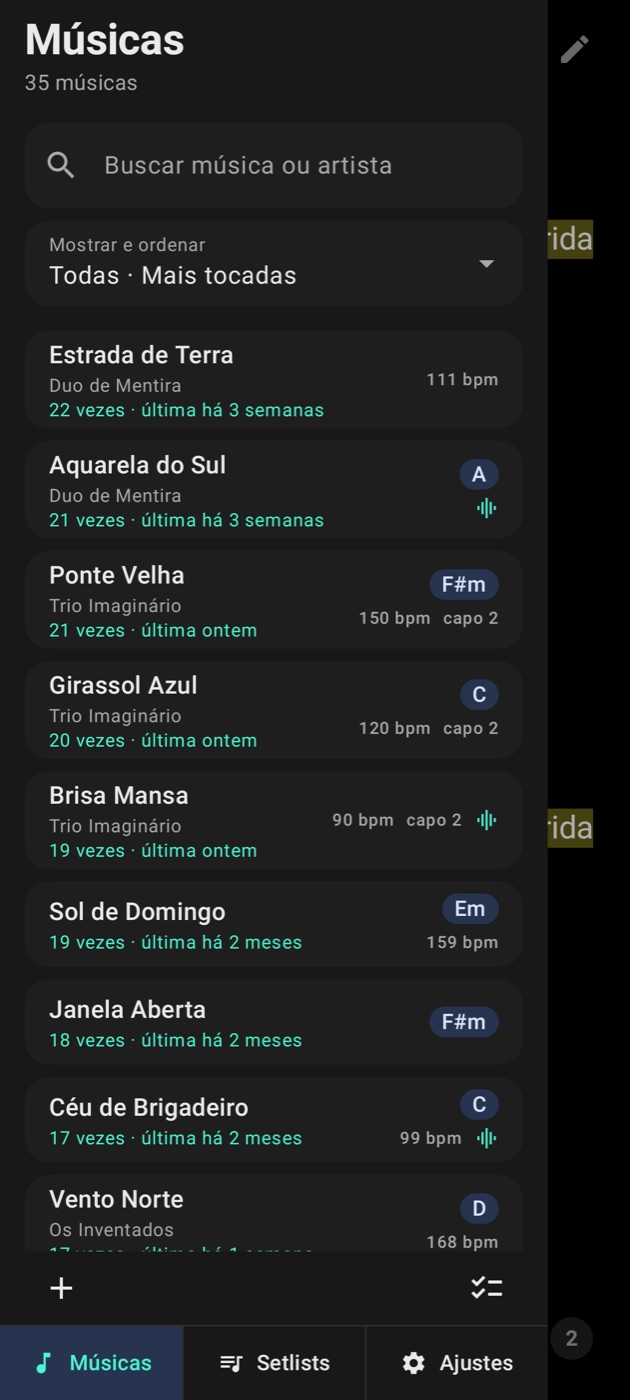 Músicas
35 músicas
Buscar música ou artista
Mostrar e ordenar
Todas · Mais tocadas
Estrada de Terra
Duo de Mentira
22 vezes · última há 3 semanas
111 bpm
Aquarela do Sul
Duo de Mentira
21 vezes · última há 3 semanas
A
Ponte Velha
Trio Imaginário
21 vezes · última ontem
F#m
150 bpm capo 2
Girassol Azul
Trio Imaginário
20 vezes · última ontem
C
120 bpm capo 2
Brisa Mansa
Trio Imaginário
19 vezes · última ontem
90 bpm capo 2
Sol de Domingo
19 vezes · última há 2 meses
Em
159 bpm
Janela Aberta
18 vezes · última há 2 meses
F#m
Céu de Brigadeiro
17 vezes · última há 2 meses
C
99 bpm
Vento Norte
Os Inventados
D
168 bpm
Músicas
Setlists
Ajustes
rida
rida
2